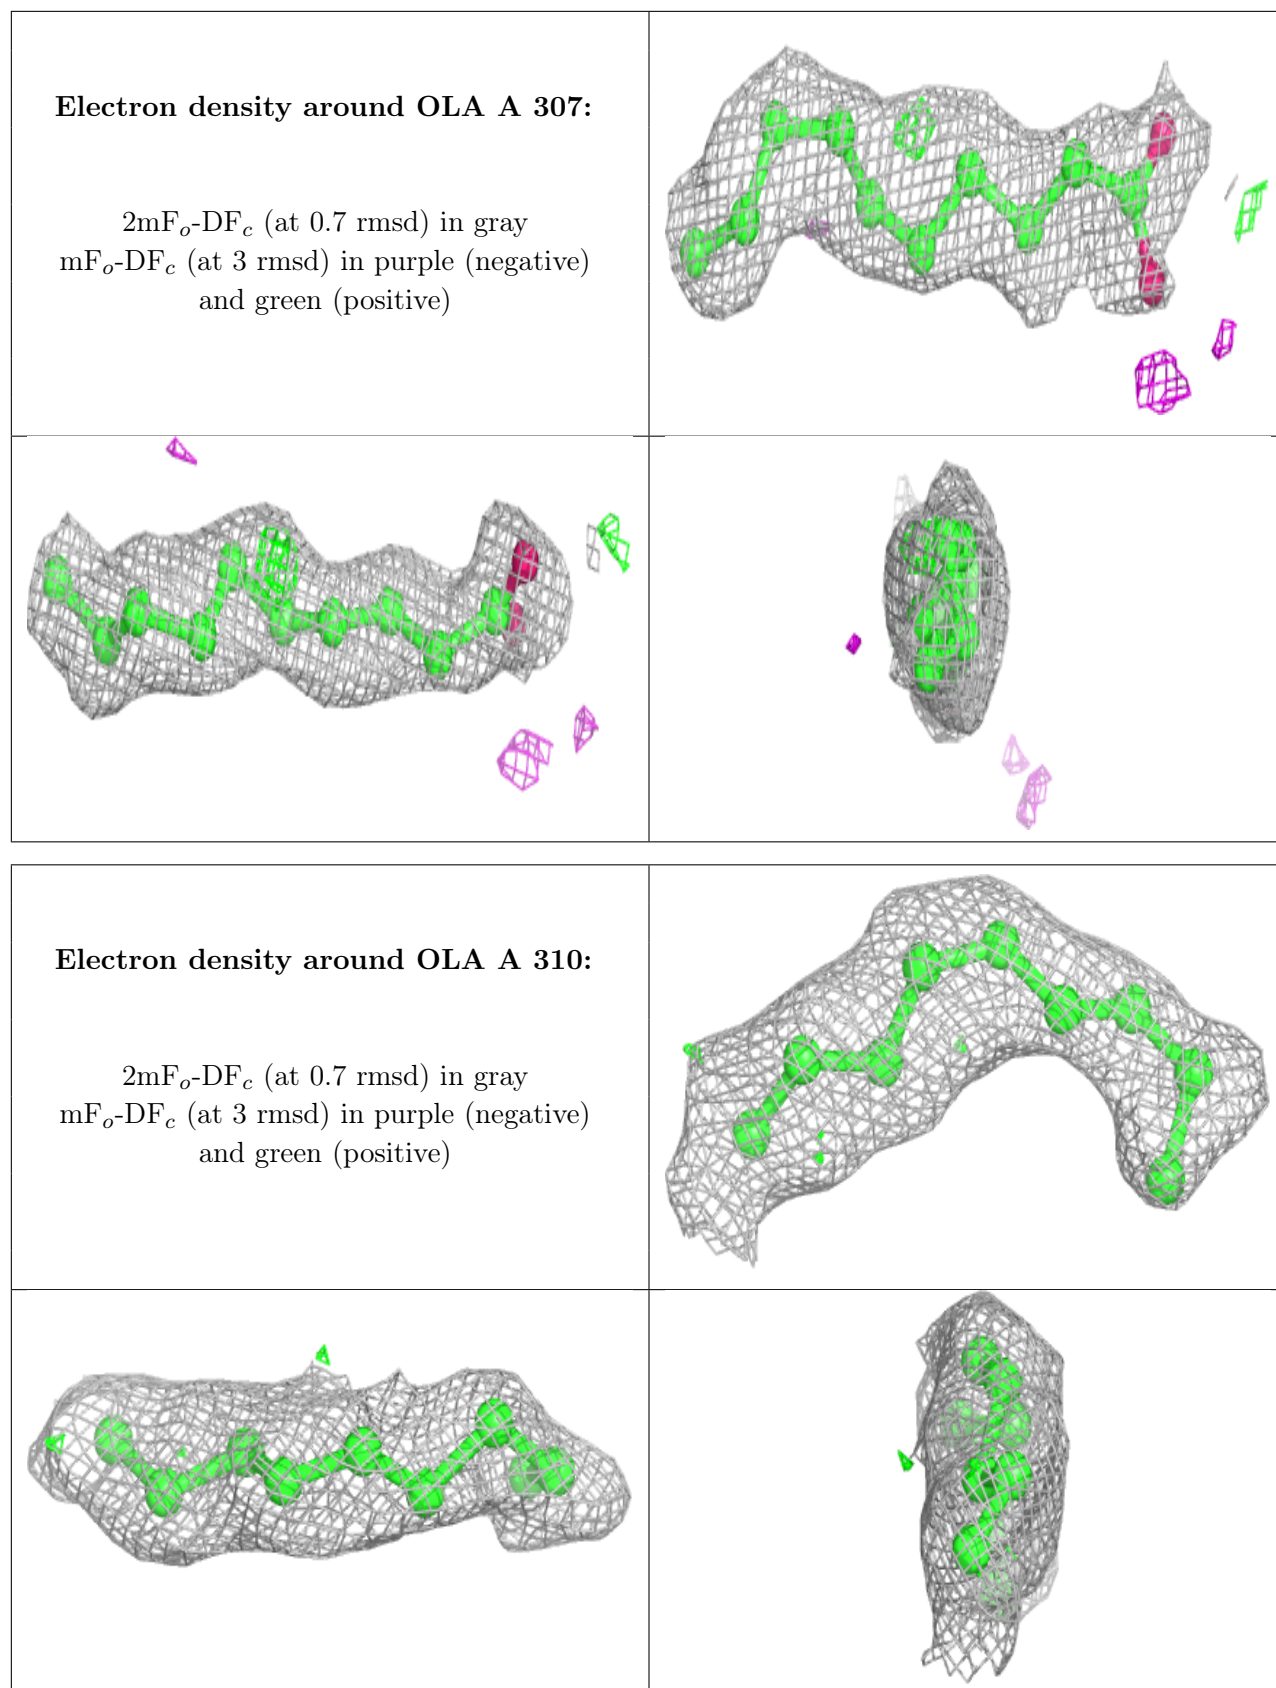 Electron density around OLA A 307:
2mFo-DFc (at 0.7 rmsd) in gray
mFo-DFc (at 3 rmsd) in purple (negative)
and green (positive)
Electron density around OLA A 310:
2mFo-DFc (at 0.7 rmsd) in gray
mFo-DFc (at 3 rmsd) in purple (negative)
and green (positive)